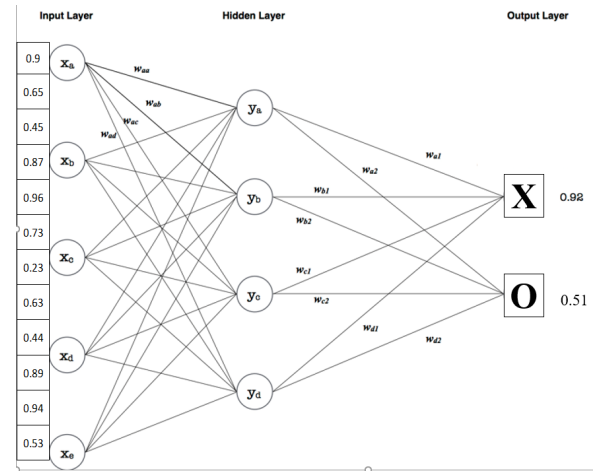 Input Layer
Hidden Layer
Output Layer
0.9
0.65
0.45
0.87
0.96
0.73
0.23
0.63
0.44
0.89
0.94
0.53
xa
xb
xc
xd
xe
waa
wab
wac
wad
ya
yb
yc
yd
wa1
wa2
wb1
wb2
wc1
wc2
wd1
wd2
X
0.92
O
0.51